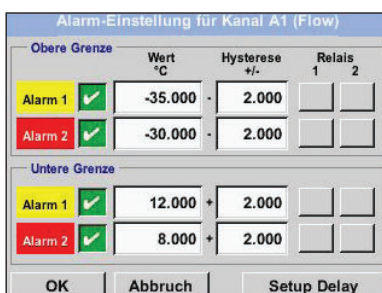 Alarm-Einstellung für Kanal A1 (Flow)
Obere Grenze
Wert Hysterese Relais
°C +/- 1 2
Alarm 1 -35.000 - 2.000
Alarm 2 -30.000 - 2.000
Untere Grenze
Alarm 1 12.000 + 2.000
Alarm 2 8.000 + 2.000
OK Abbruch Setup Delay